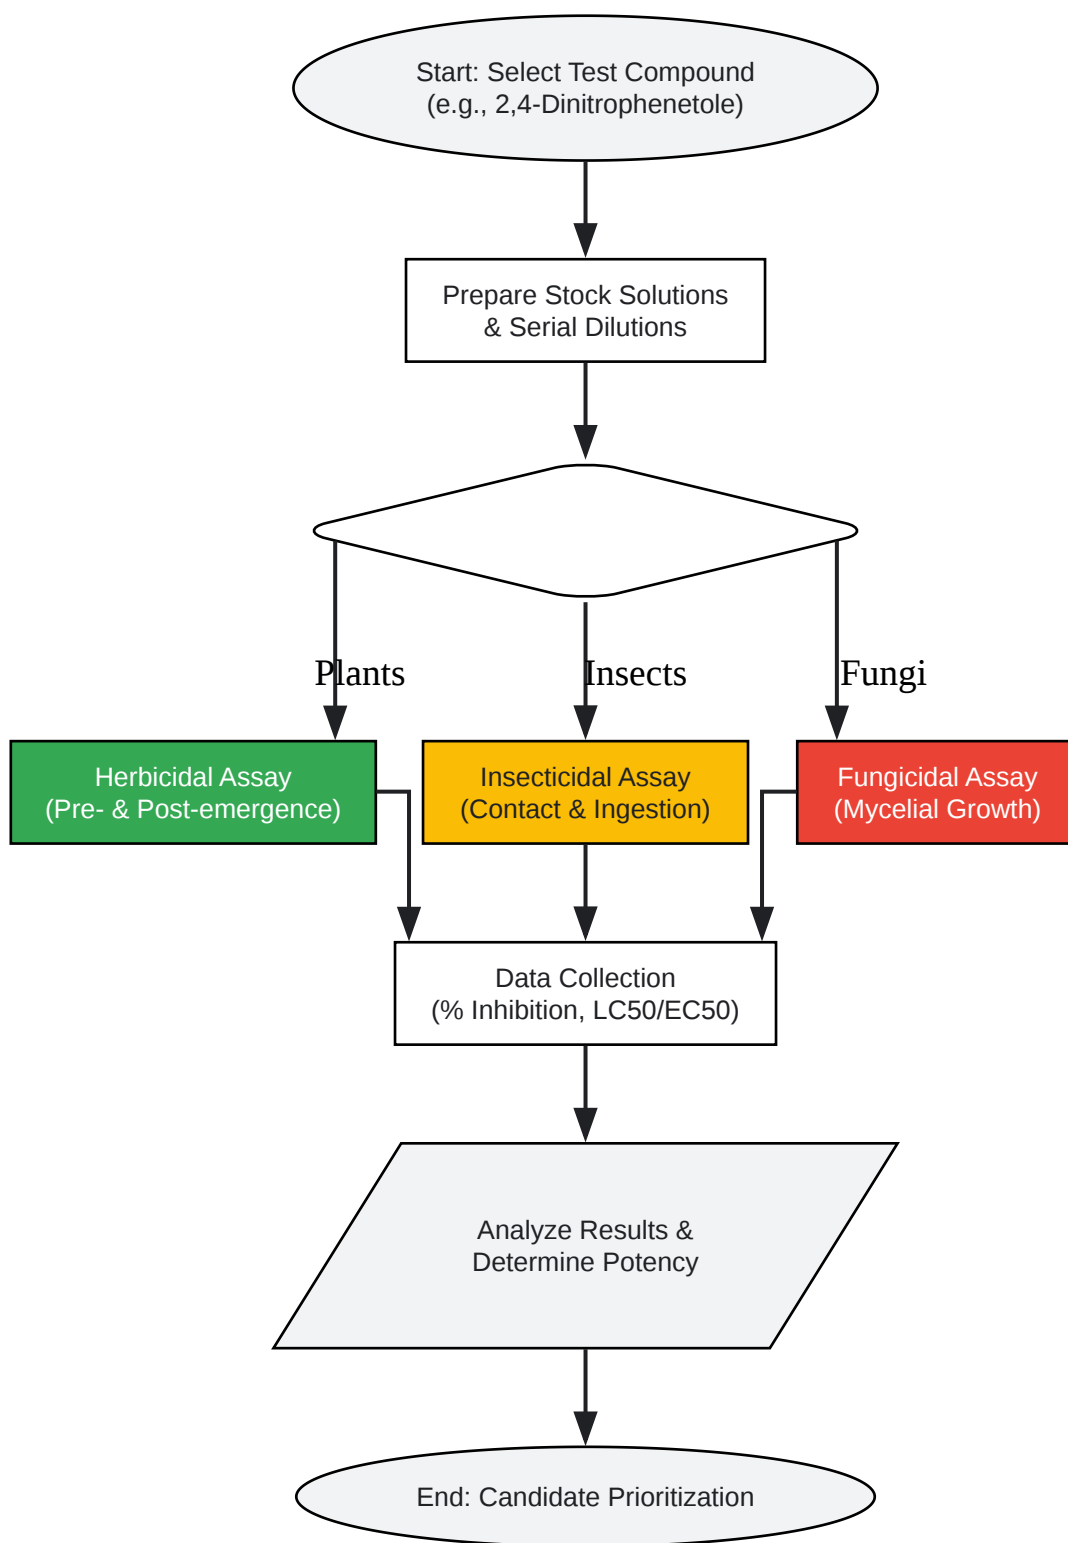 Start: Select Test Compound
(e.g., 2,4-Dinitrophenetole)
Prepare Stock Solutions
& Serial Dilutions
Plants
Insects
Fungi
Herbicidal Assay
(Pre- & Post-emergence)
Insecticidal Assay
(Contact & Ingestion)
Fungicidal Assay
(Mycelial Growth)
Data Collection
(% Inhibition, LC50/EC50)
Analyze Results &
Determine Potency
End: Candidate Prioritization